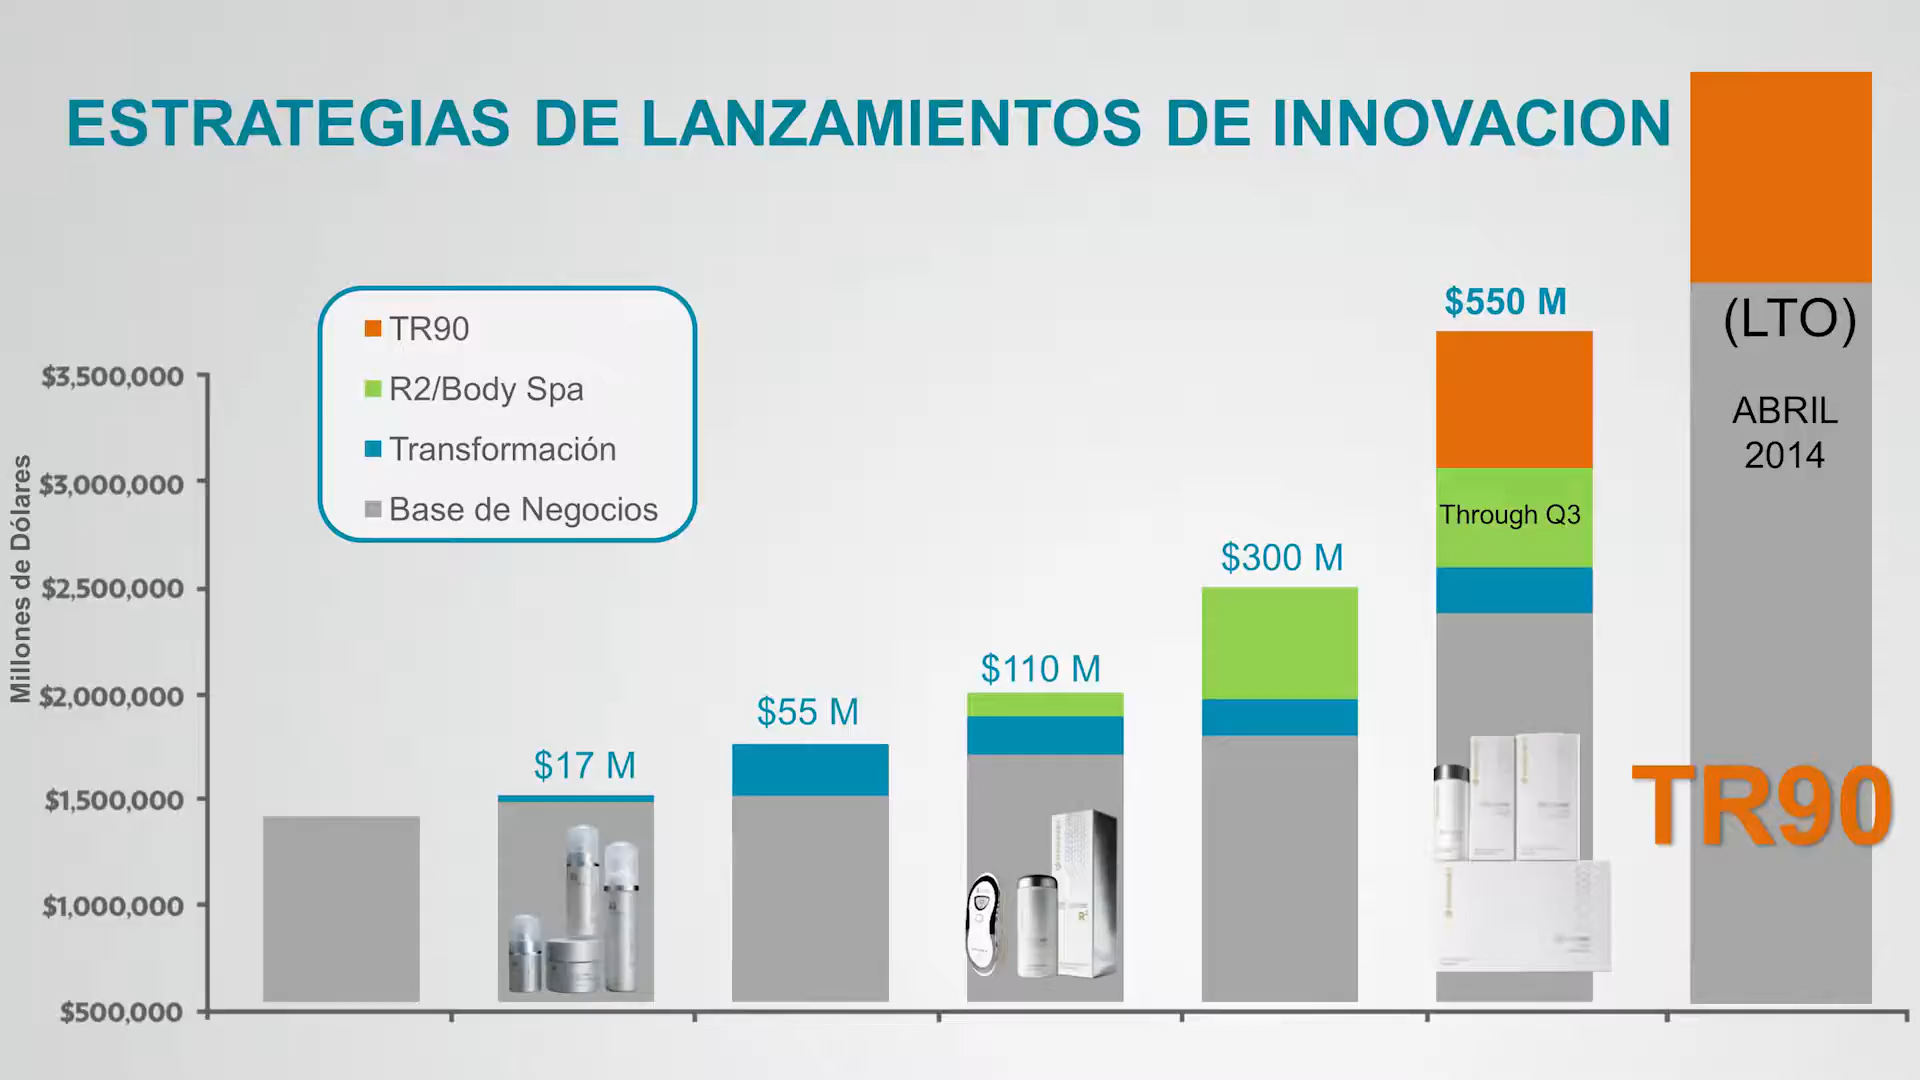 ESTRATEGIAS DE LANZAMIENTOS DE INNOVACION
TR90
R2/Body Spa
Transformación
Base de Negocios
Millones de Dólares
$3,500,000
$3,000,000
$2,500,000
$2,000,000
$1,500,000
$1,000,000
$500,000
$17 M
$55 M
$110 M
$300 M
$550 M
Through Q3
(LTO)
ABRIL
2014
TR90